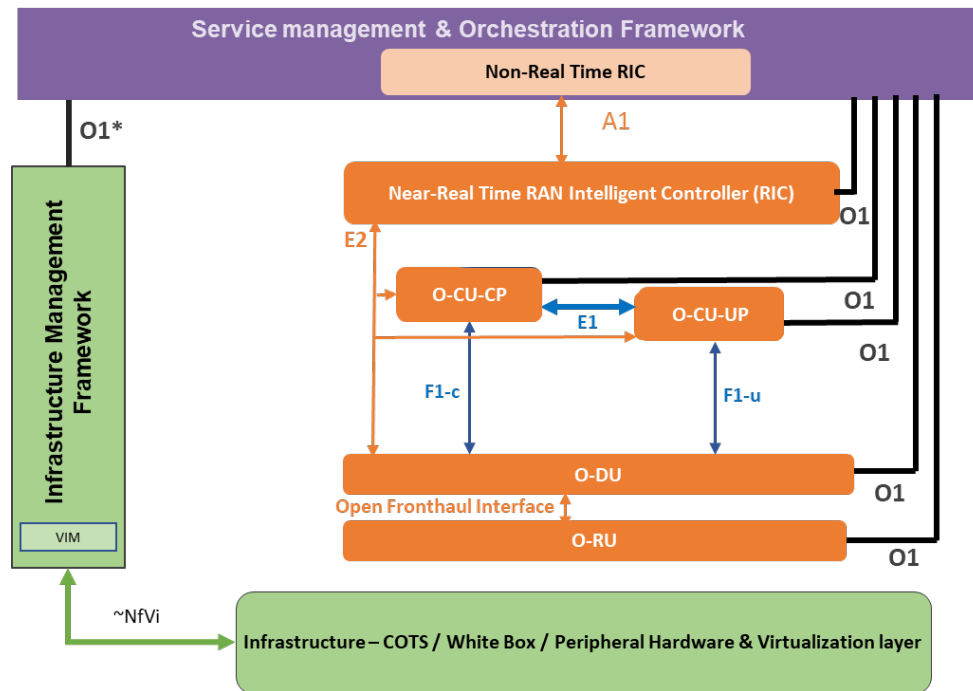 Service management & Orchestration Framework
Non-Real Time RIC
O1*
A1
Near-Real Time RAN Intelligent Controller (RIC)
O1
E2
O-CU-CP
O1
E1
O-CU-UP
O1
Infrastructure Management
Framework
F1-c
F1-u
O-DU
O1
Open Fronthaul Interface
O-RU
O1
VIM
~NfVi
Infrastructure – COTS / White Box / Peripheral Hardware & Virtualization layer